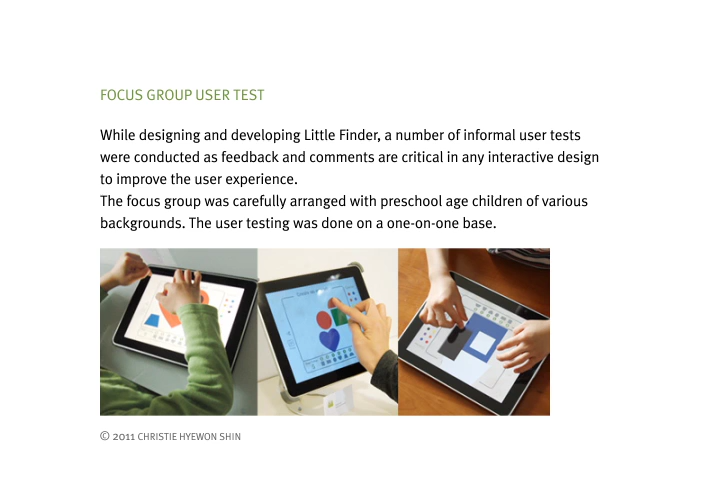 FOCUS GROUP USER TEST
While designing and developing Little Finder, a number of informal user tests
were conducted as feedback and comments are critical in any interactive design
to improve the user experience.
The focus group was carefully arranged with preschool age children of various
backgrounds. The user testing was done on a one-on-one base.
© 2011 CHRISTIE HYEWON SHIN